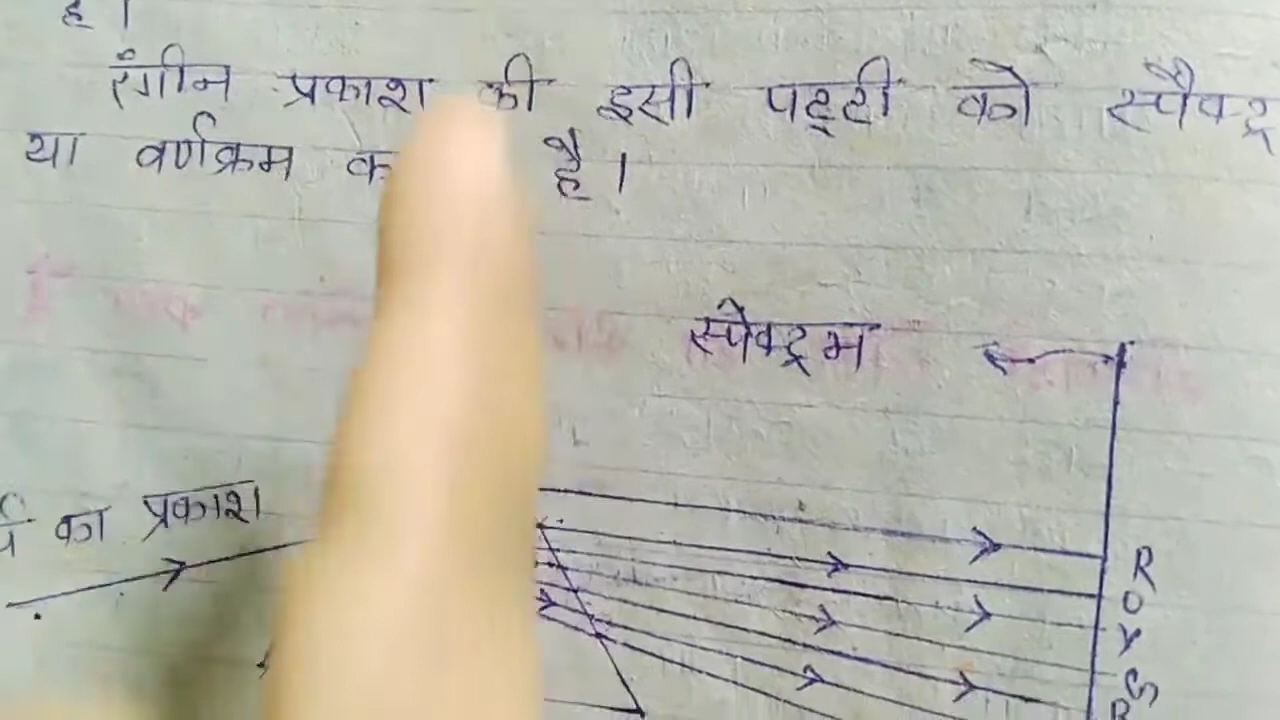 है।
रंगीन प्रकाश की इसी पट्टी को स्पैक्ट्र
या वर्णक्रम क है।
स्पेक्ट्रम
का प्रकाश
R
O
Y
G
B